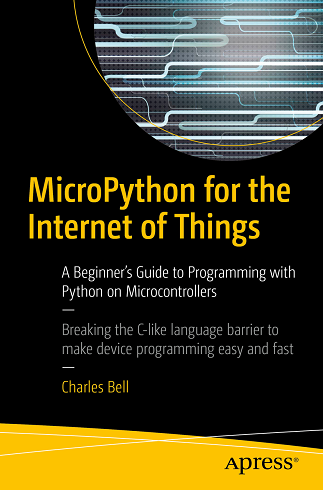 MicroPython for the
Internet of Things
A Beginner's Guide to Programming with
Python on Microcontrollers
—
Breaking the C-like language barrier to
make device programming easy and fast
—
Charles Bell
Apress®